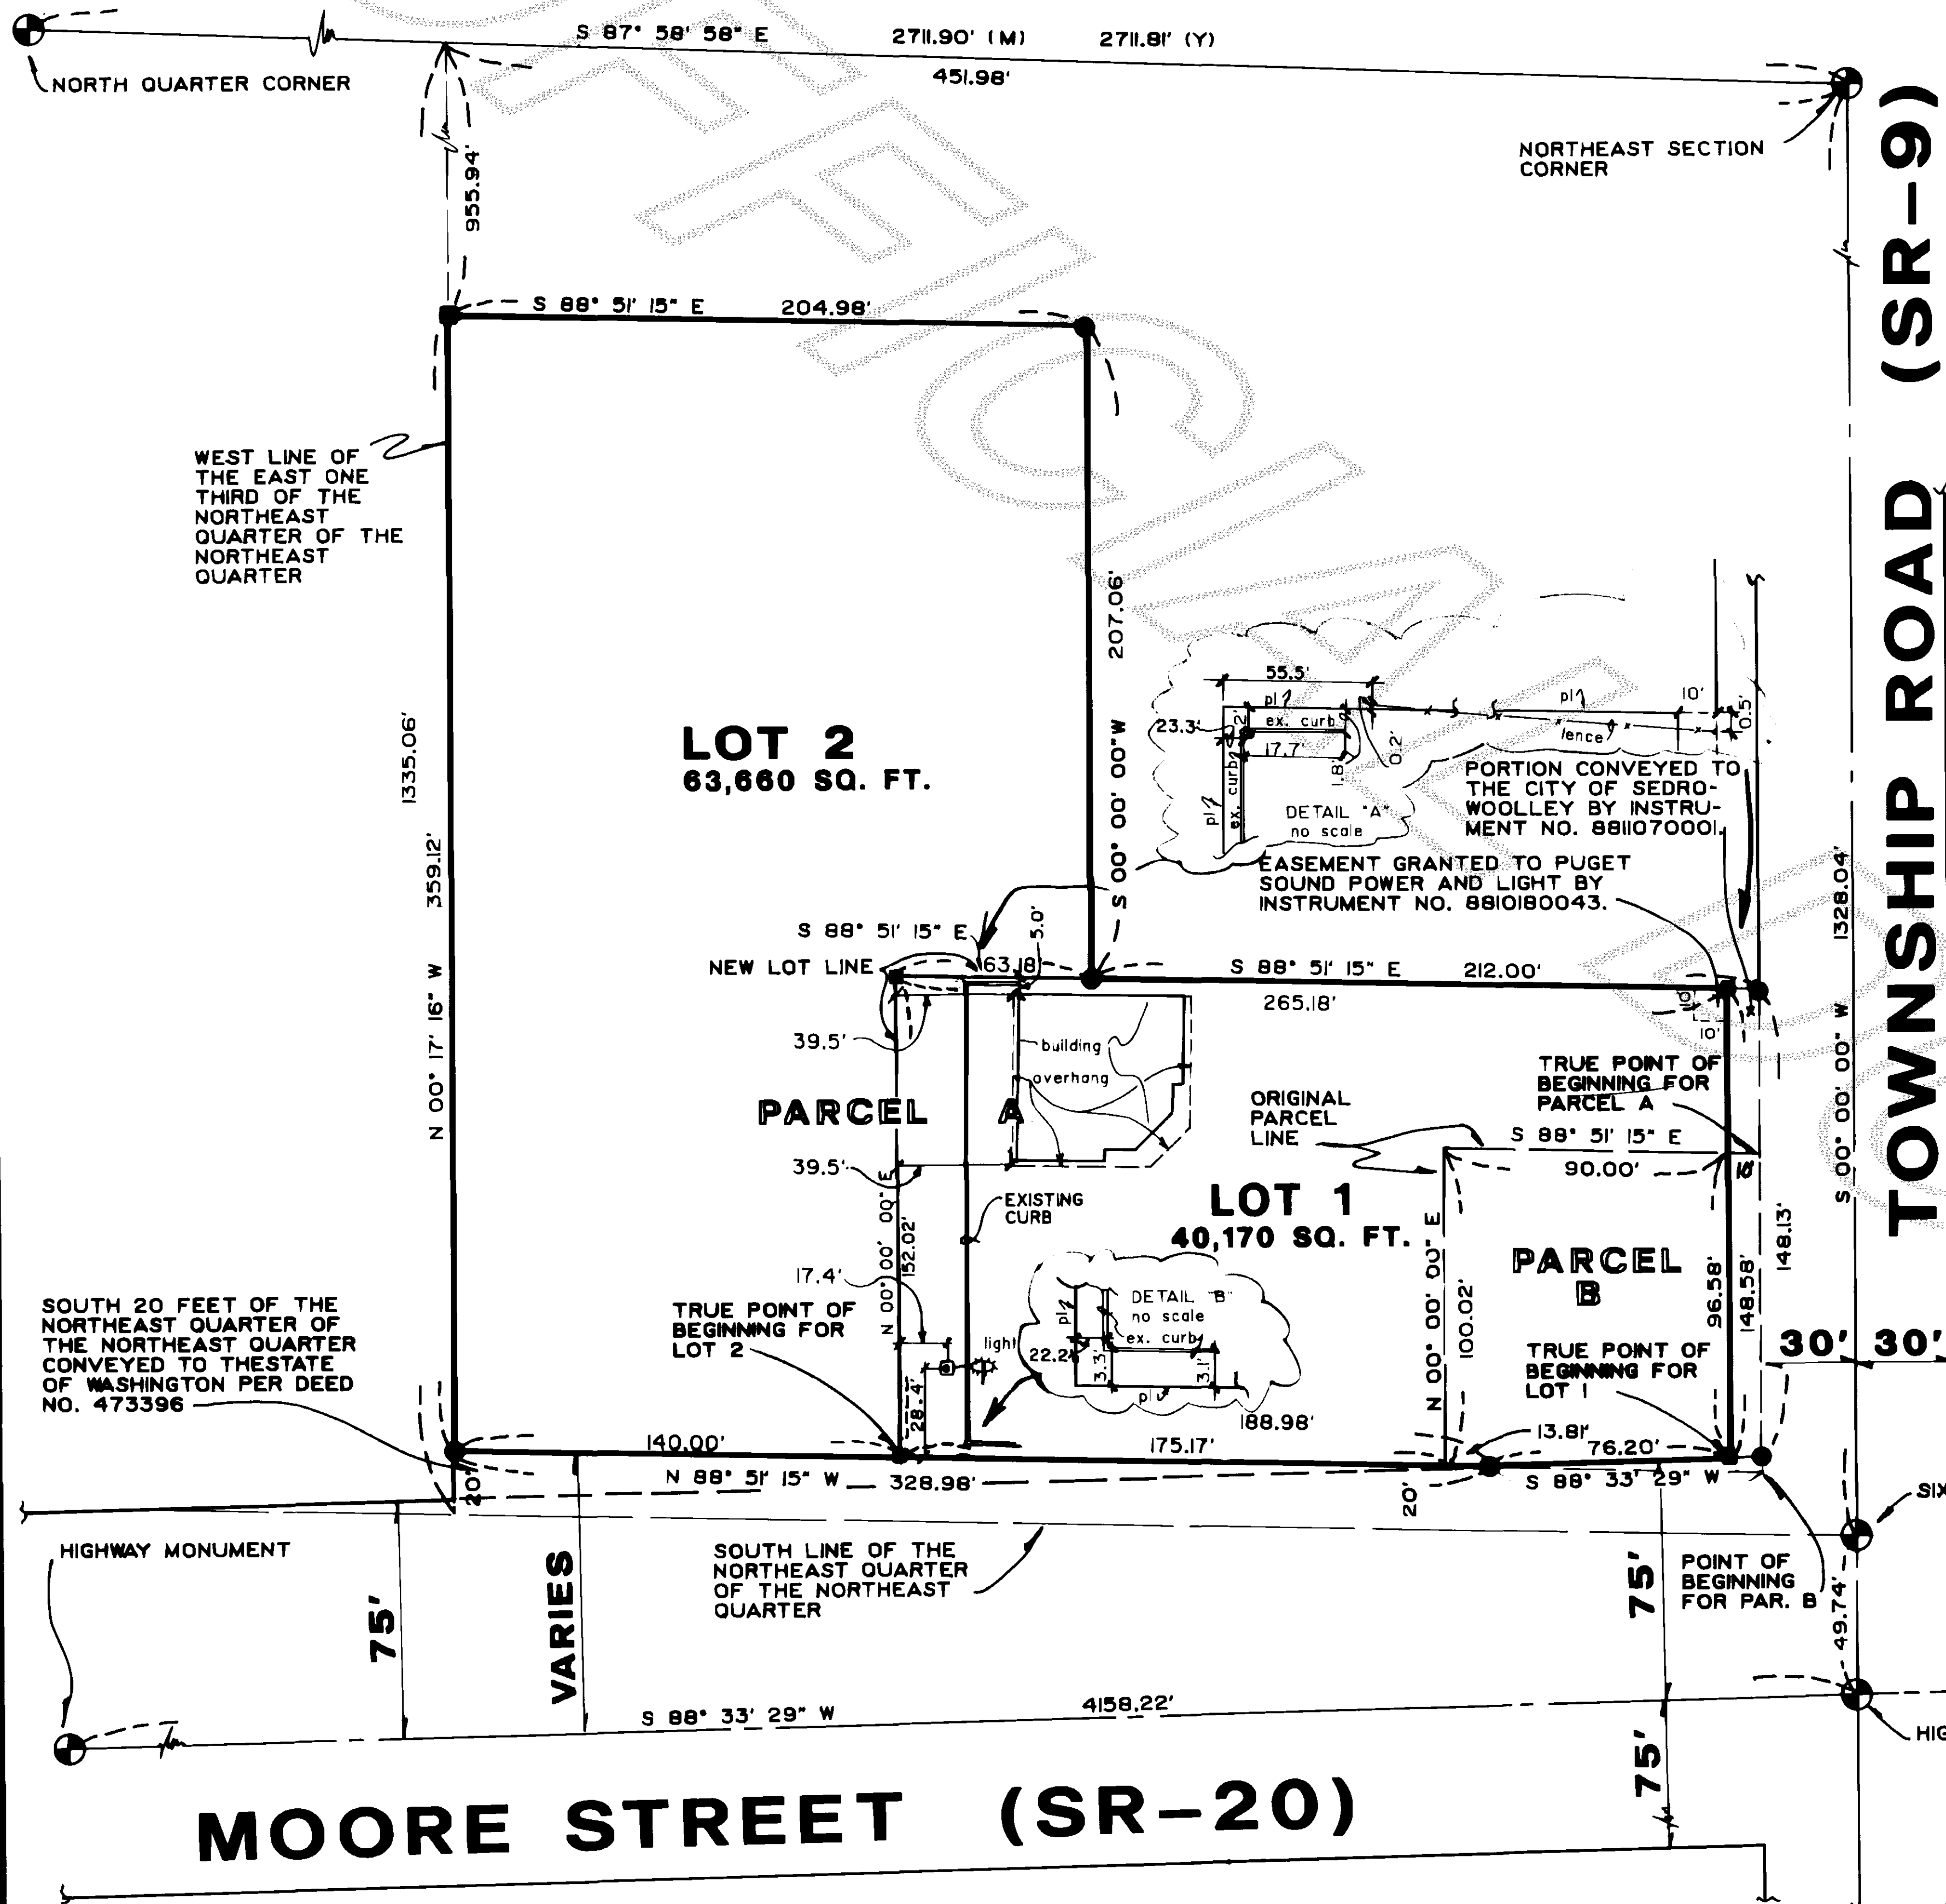 S 87° 58' 58" E 2711.90' (M) 2711.81' (Y)
451.98'
NORTH QUARTER CORNER
NORTHEAST SECTION
CORNER
TOWNSHIP ROAD (SR-9)
955.94'
S 88° 51' 15" E 204.98'
WEST LINE OF
THE EAST ONE
THIRD OF THE
NORTHEAST
QUARTER OF THE
NORTHEAST
QUARTER
207.06'
S 00° 00' 00" W
LOT 2
63,660 SQ. FT.
1335.06'
N 00° 17' 16" W 359.12'
55.5'
pl
ex. curb
2'
23.3'
17.7'
1.8'
0.2'
pl
10'
0.5'
fence
pl
ex. curb
DETAIL "A"
no scale
PORTION CONVEYED TO
THE CITY OF SEDRO-
WOOLLEY BY INSTRU-
MENT NO. 8811070001.
EASEMENT GRANTED TO PUGET
SOUND POWER AND LIGHT BY
INSTRUMENT NO. 8810180043.
1328.04'
S 00° 00' 00" W
S 88° 51' 15" E
5.0'
NEW LOT LINE
63.18'
S 88° 51' 15" E 212.00'
265.18'
10'
10'
39.5'
building
overhang
PARCEL A
39.5'
ORIGINAL
PARCEL
LINE
TRUE POINT OF
BEGINNING FOR
PARCEL A
S 88° 51' 15" E
90.00'
10'
EXISTING
CURB
LOT 1
40,170 SQ. FT.
N 00° 00' 00" E
152.02'
N 00° 00' 00" E
100.02'
PARCEL
B
96.58'
148.58'
148.13'
17.4'
light
28.4'
DETAIL "B"
no scale
ex. curb
pl
22.2'
3.3'
3.1'
pl
SOUTH 20 FEET OF THE
NORTHEAST QUARTER OF
THE NORTHEAST QUARTER
CONVEYED TO THESTATE
OF WASHINGTON PER DEED
NO. 473396
TRUE POINT OF
BEGINNING FOR
LOT 2
TRUE POINT OF
BEGINNING FOR
LOT 1
30' 30'
188.98'
13.81'
140.00'
175.17'
76.20'
20'
N 88° 51' 15" W 328.98'
20'
S 88° 33' 29" W
SIX
HIGHWAY MONUMENT
SOUTH LINE OF THE
NORTHEAST QUARTER
OF THE NORTHEAST
QUARTER
POINT OF
BEGINNING
FOR PAR. B
75'
VARIES
75'
49.74'
S 88° 33' 29" W 4158.22'
HIG
75'
MOORE STREET (SR-20)